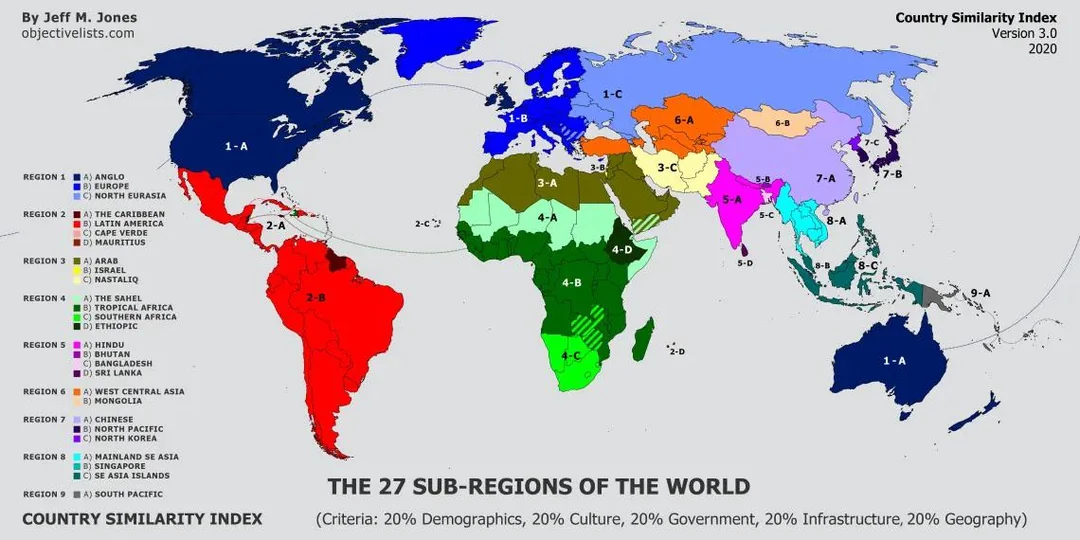 By Jeff M. Jones
objectivelists.com
Country Similarity Index
Version 3.0
2020
1-C
1-B
1-A
6-A
6-B
7-C
7-B
3-B
3-C
3-A
7-A
5-B
5-A
5-C
2-C
2-A
4-A
8-A
4-D
5-D
8-B
8-C
4-B
9-A
2-B
4-C
2-D
1-A
REGION 1 A) ANGLO
B) EUROPE
C) NORTH EURASIA
REGION 2 A) THE CARIBBEAN
B) LATIN AMERICA
C) CAPE VERDE
D) MAURITIUS
REGION 3 A) ARAB
B) ISRAEL
C) NASTALIQ
REGION 4 A) THE SAHEL
B) TROPICAL AFRICA
C) SOUTHERN AFRICA
D) ETHIOPIC
REGION 5 A) HINDU
B) BHUTAN
C) BANGLADESH
D) SRI LANKA
REGION 6 A) WEST CENTRAL ASIA
B) MONGOLIA
REGION 7 A) CHINESE
B) NORTH PACIFIC
C) NORTH KOREA
REGION 8 A) MAINLAND SE ASIA
B) SINGAPORE
C) SE ASIA ISLANDS
REGION 9 A) SOUTH PACIFIC
THE 27 SUB-REGIONS OF THE WORLD
COUNTRY SIMILARITY INDEX
(Criteria: 20% Demographics, 20% Culture, 20% Government, 20% Infrastructure, 20% Geography)